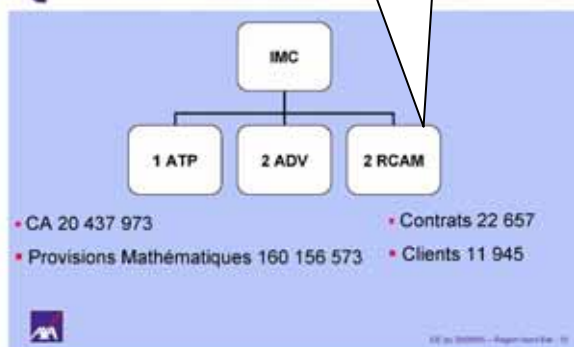 IMC
1 ATP
2 ADV
2 RCAM
• CA 20 437 973
• Provisions Mathématiques 160 156 573
• Contrats 22 657
• Clients 11 945
AXA